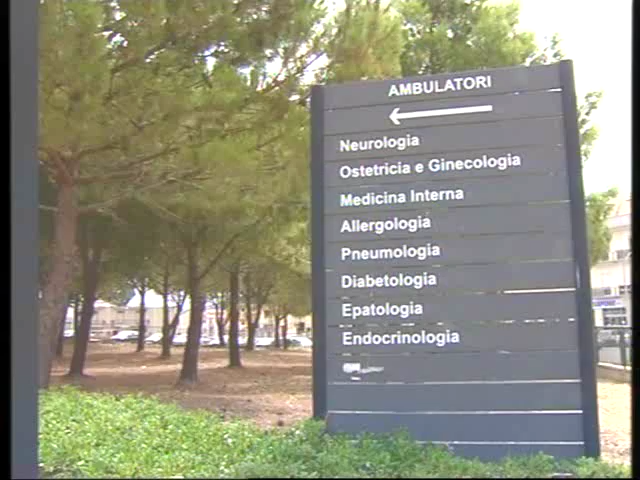 AMBULATORI
Neurologia
Ostetricia e Ginecologia
Medicina Interna
Allergologia
Pneumologia
Diabetologia
Epatologia
Endocrinologia